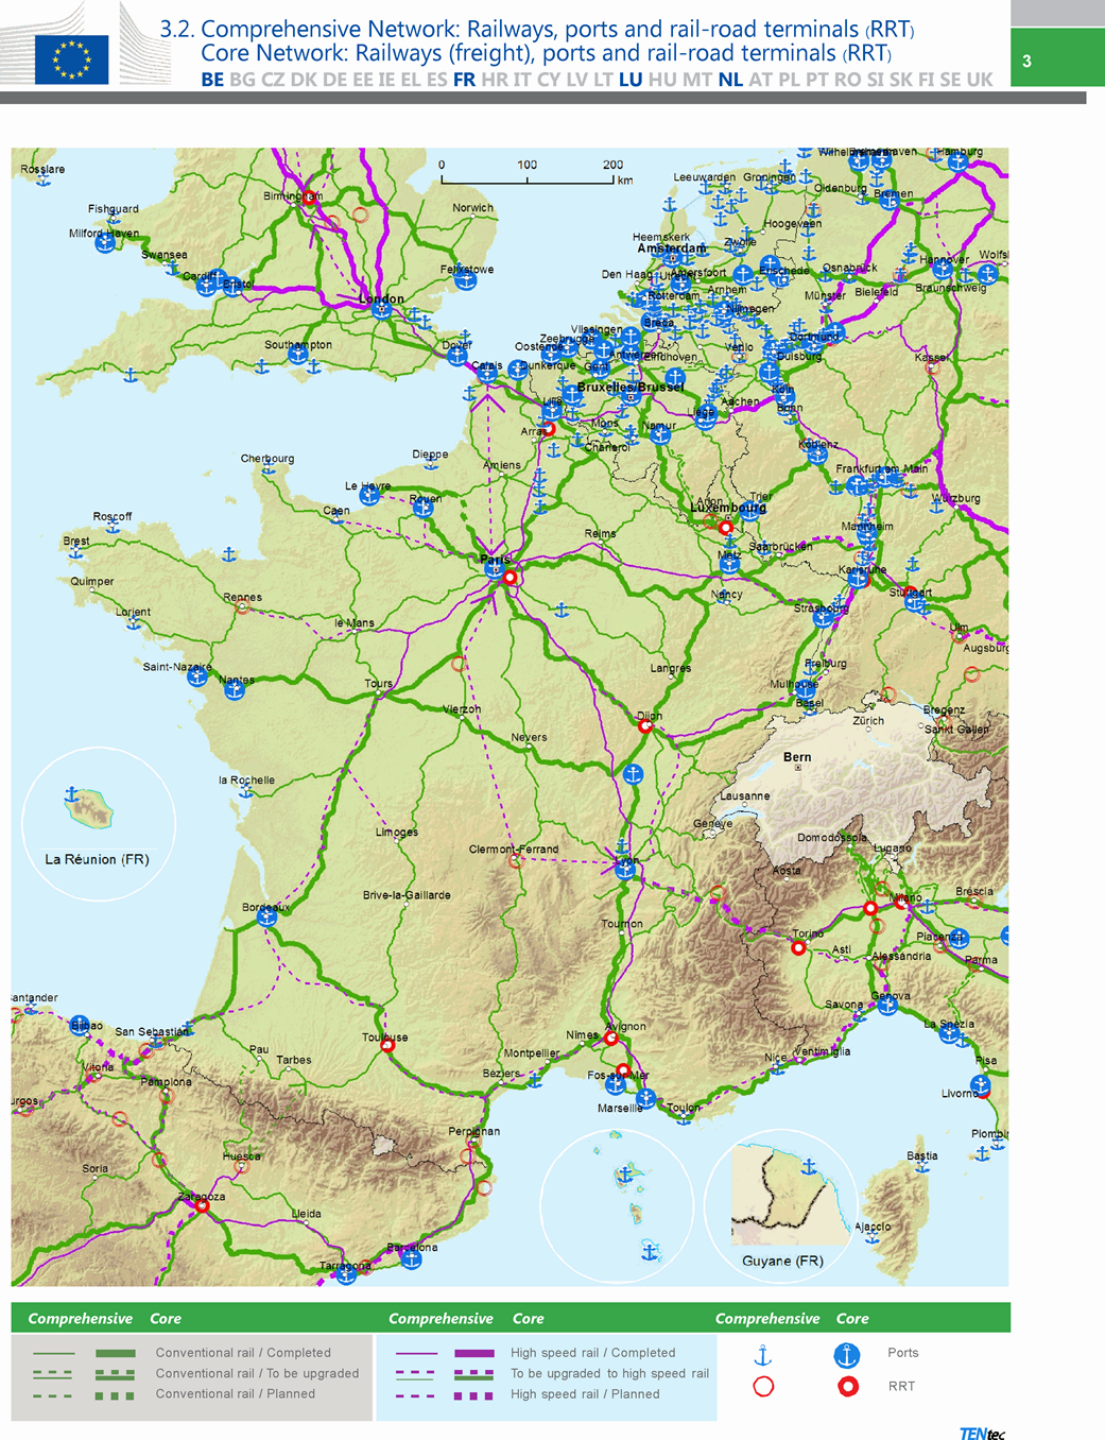 3.2. Comprehensive Network: Railways, ports and rail-road terminals (RRT)
Core Network: Railways (freight), ports and rail-road terminals (RRT)
BE BG CZ DK DE EE IE EL ES FR HR IT CY LV LT LU HU MT NL AT PL PT RO SI SK FI SE UK
3
0 100 200
km
Rosslare
Fishguard
Milford Haven
Swansea
Cardiff
Bristol
Birmingham
Norwich
Felixstowe
London
Southampton
Dover
Calais
Dunkerque
Oostende
Zeebrugge
Vlissingen
Gent
Antwerpen
Eindhoven
Breda
Rotterdam
Den Haag
Utrecht
Amersfoort
Amsterdam
Heemskerk
Leeuwarden
Groningen
Hoogeveen
Zwolle
Enschede
Arnhem
Nijmegen
Venlo
Hamburg
Oldenburg
Bremen
Osnabrück
Hannover
Braunschweig
Münster
Bielefeld
Dortmund
Duisburg
Kassel
Köln
Bonn
Aachen
Bruxelles/Brussel
Lille
Mons
Namur
Liège
Charleroi
Arras
Koblenz
Frankfurt am Main
Würzburg
Dieppe
Cherbourg
Amiens
Le Havre
Rouen
Caen
Arlon
Trier
Luxembourg
Mannheim
Roscoff
Brest
Quimper
Lorient
Rennes
le Mans
Paris
Reims
Metz
Saarbrücken
Nancy
Karlsruhe
Stuttgart
Strasbourg
Ulm
Augsburg
Saint-Nazaire
Nantes
Tours
Vierzon
Nevers
Langres
Dijon
Freiburg
Mulhouse
Basel
Zürich
Bregenz
Sankt Gallen
Bern
Lausanne
Genève
la Rochelle
La Réunion (FR)
Limoges
Clermont-Ferrand
Lyon
Domodossola
Lugano
Aosta
Brive-la-Gaillarde
Bordeaux
Tournon
Milano
Brescia
Torino
Asti
Alessandria
Piacenza
Parma
Savona
Genova
La Spezia
Pisa
Livorno
Bilbao
San Sebastián
Vitoria
Pamplona
Pau
Tarbes
Toulouse
Montpellier
Beziers
Nîmes
Avignon
Fos-sur-Mer
Marseille
Toulon
Nice
Ventimiglia
Perpignan
Soria
Huesca
Zaragoza
Lleida
Barcelona
Tarragona
Bastia
Ajaccio
Guyane (FR)
Comprehensive Core Comprehensive Core Comprehensive Core
Conventional rail / Completed
Conventional rail / To be upgraded
Conventional rail / Planned
High speed rail / Completed
To be upgraded to high speed rail
High speed rail / Planned
Ports
RRT
TENtec